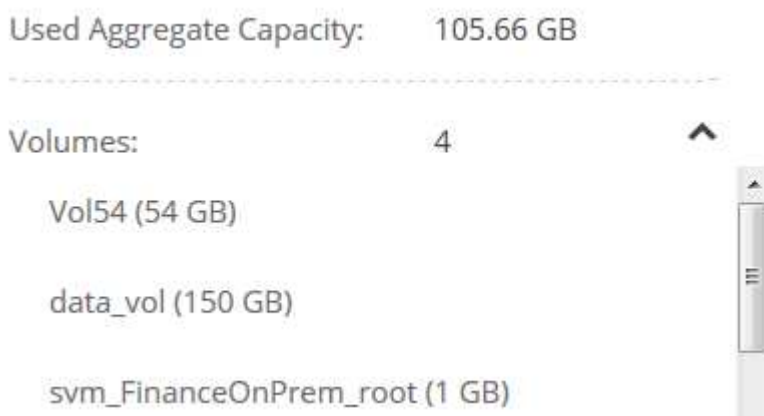 Used Aggregate Capacity: 105.66 GB
Volumes: 4
Vol54 (54 GB)
data_vol (150 GB)
svm_FinanceOnPrem_root (1 GB)